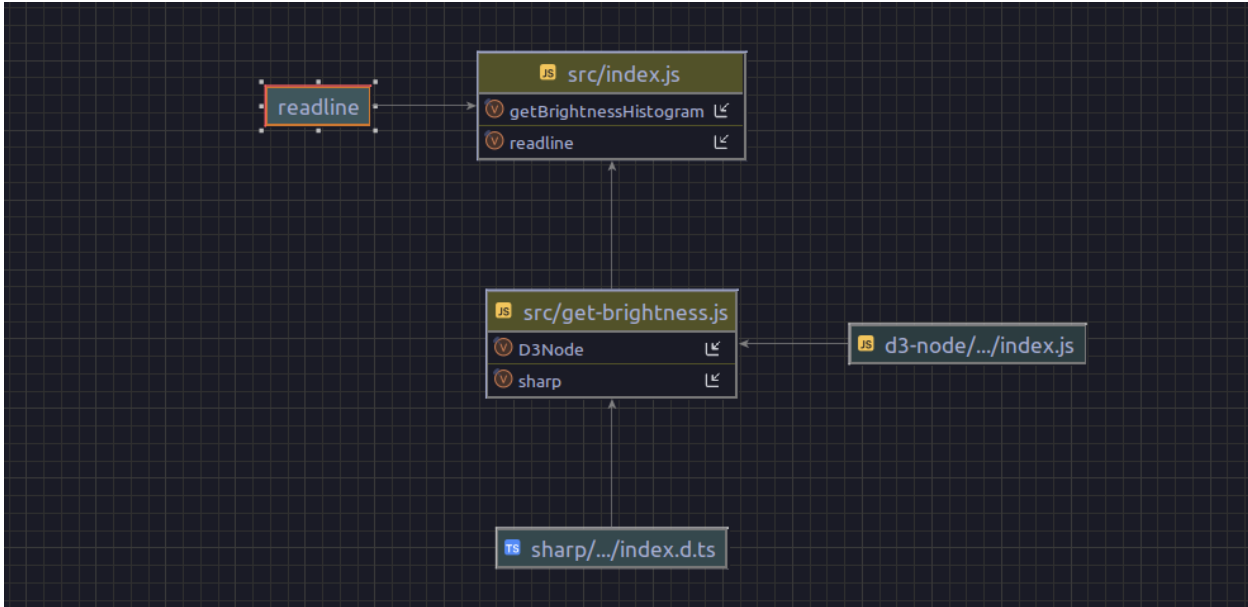 readline
JS src/index.js
V getBrightnessHistogram
V readline
JS src/get-brightness.js
V D3Node
V sharp
JS d3-node/.../index.js
TS sharp/.../index.d.ts